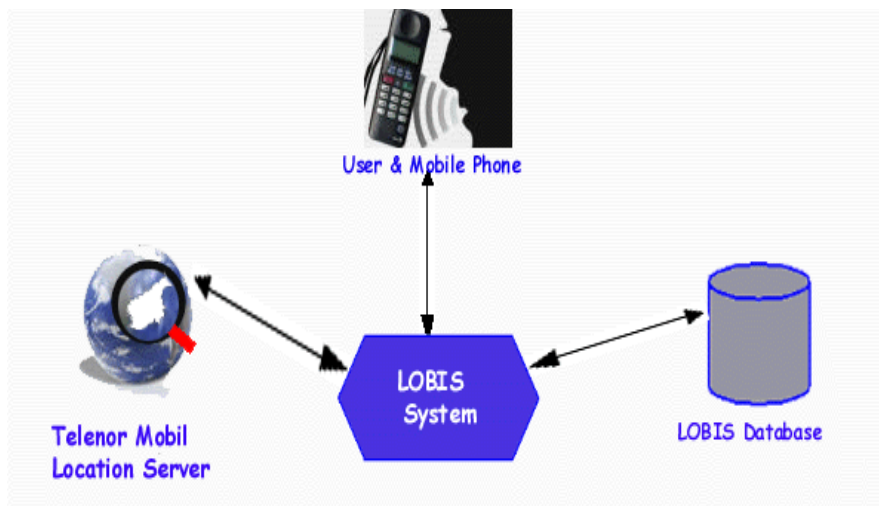 User & Mobile Phone
LOBIS
System
Telenor Mobil
Location Server
LOBIS Database